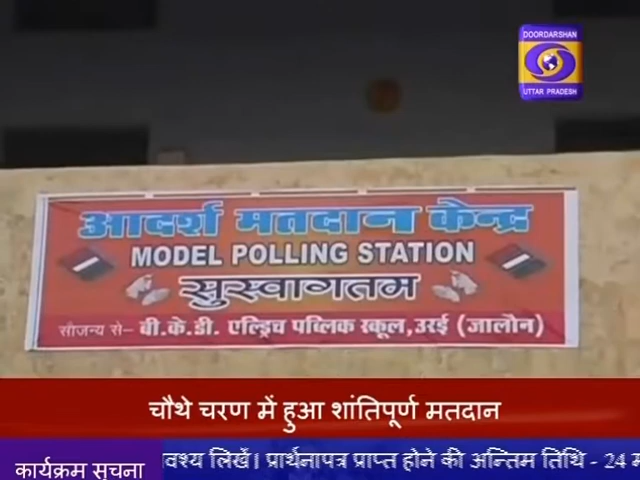 DOORDARSHAN
UTTAR PRADESH
आदर्श मतदान केन्द्र
MODEL POLLING STATION
सुस्वागतम
सौजन्य से– बी.के.डी. एल्ड्रिच पब्लिक स्कूल, उरई (जालौन)
चौथे चरण में हुआ शांतिपूर्ण मतदान
कार्यक्रम सूचना
वश्य लिखें। प्रार्थनापत्र प्राप्त होने की अन्तिम तिथि - 24 म